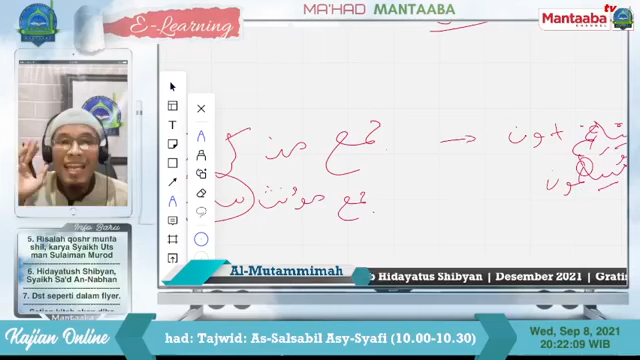 E-Learning
MA'HAD MANTAABA
Mantaaba tv
جمع مذكر
جمع مؤنث
Info Baru
5. Risalah qoshr munfa
shil, karya Syaikh Uts
man Sulaiman Murod
6. Hidayatush Shibyan,
Syaikh Sa'd An-Nabhan
7. Dst seperti dalam flyer.
Al-Mutammimah
Hidayatus Shibyan | Desember 2021 | Gratis
Kajian Online
had: Tajwid: As-Salsabil Asy-Syafi (10.00-10.30)
Wed, Sep 8, 2021
20:22:09 WIB